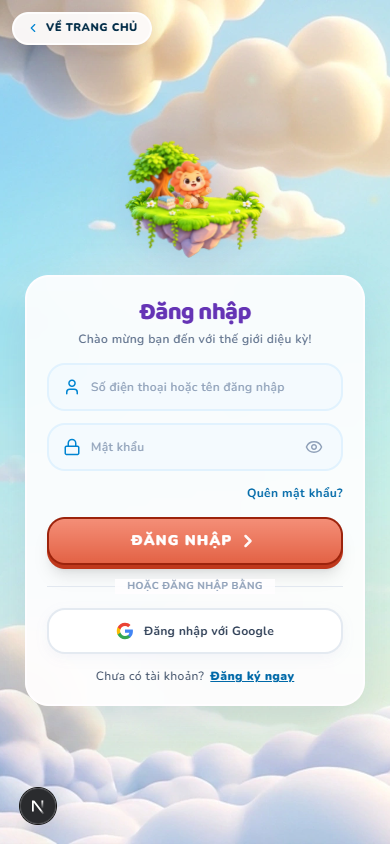 VỀ TRANG CHỦ
Đăng nhập
Chào mừng bạn đến với thế giới diệu kỳ!
Số điện thoại hoặc tên đăng nhập
Mật khẩu
Quên mật khẩu?
ĐĂNG NHẬP
HOẶC ĐĂNG NHẬP BẰNG
Đăng nhập với Google
Chưa có tài khoản? Đăng ký ngay
N